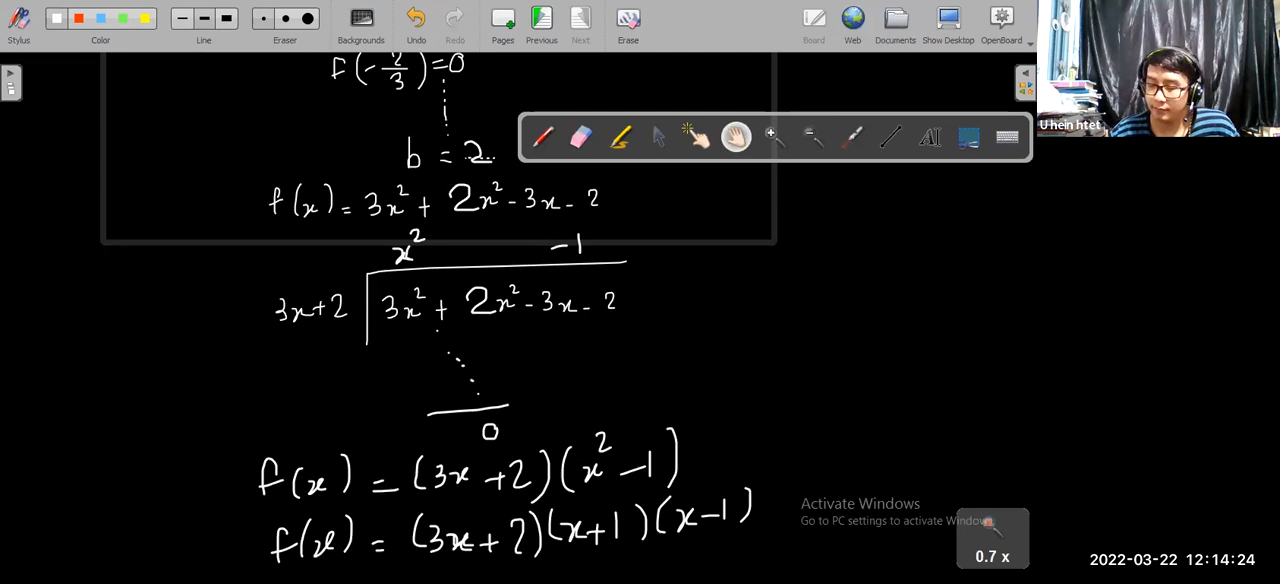 Stylus Color Line Eraser Backgrounds Undo Redo Pages Previous Next Erase Board Web Documents Show Desktop OpenBoard
U hein htet
f(-2/3)=0
b = 2
f(x) = 3x² + 2x² - 3x - 2
x² -1
3x+2 3x² + 2x² - 3x - 2
0
f(x) = (3x+2)(x²-1)
f(x) = (3x+2)(x+1)(x-1)
Activate Windows
Go to PC settings to activate Windows.
0.7 x
2022-03-22 12:14:24